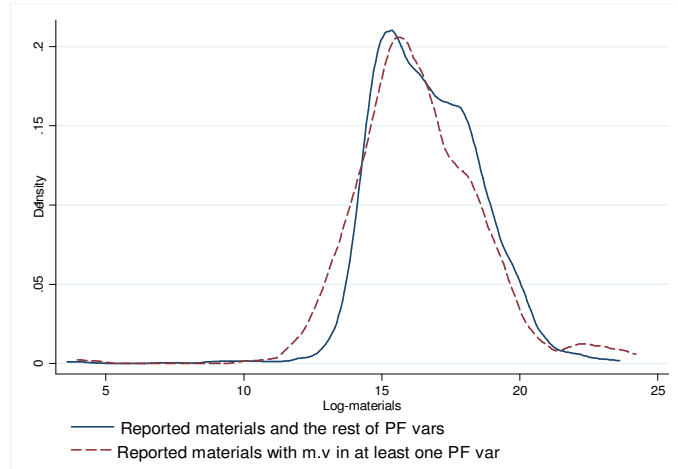 .2
.15
.1
.05
0
Density
5
10
15
20
25
Log-materials
Reported materials and the rest of PF vars
Reported materials with m.v in at least one PF var